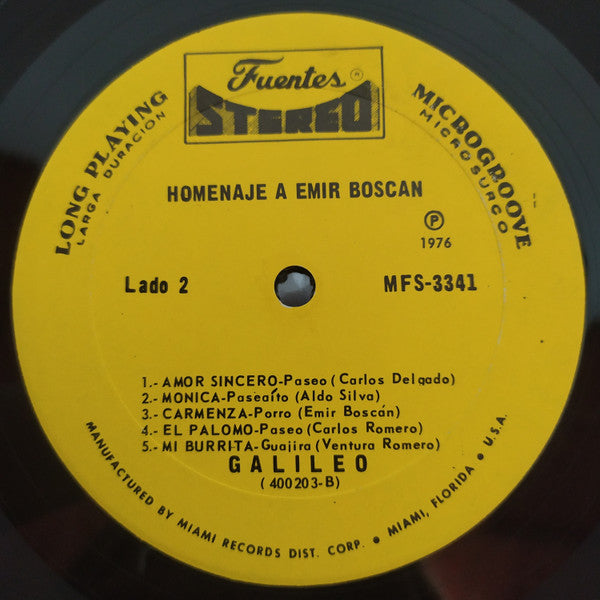 Fuentes ®
STEREO
LONG PLAYING
LARGA DURACION
MICROGROOVE
MICROSURCO
HOMENAJE A EMIR BOSCAN
Ⓟ
1976
Lado 2
MFS-3341
1.- AMOR SINCERO-Paseo (Carlos Delgado)
2.- MONICA-Paseaíto (Aldo Silva)
3.- CARMENZA-Porro (Emir Boscán)
4.- EL PALOMO-Paseo (Carlos Romero)
5.- MI BURRITA-Guajira (Ventura Romero)
GALILEO
(400203-B)
MANUFACTURED BY MIAMI RECORDS DIST. CORP. • MIAMI, FLORIDA • U.S.A.